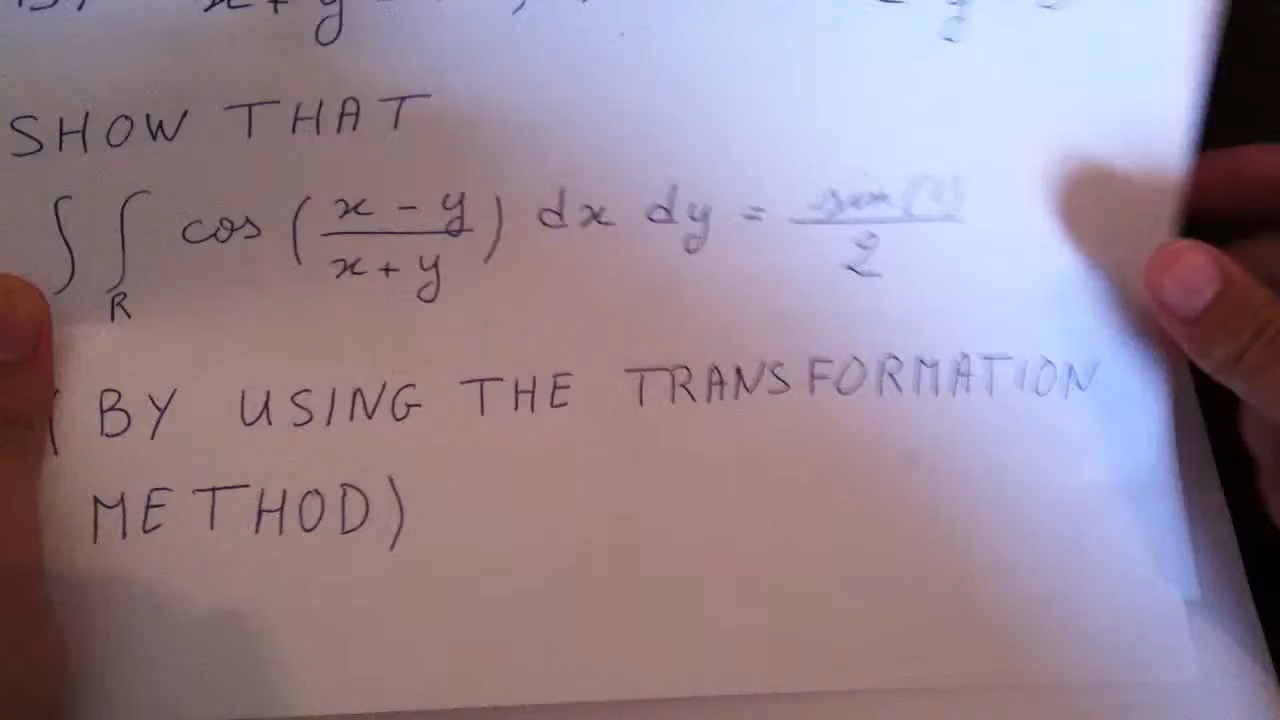 x + y
SHOW THAT
∫∫_R cos((x - y)/(x + y)) dx dy = sin(1)/2
(BY USING THE TRANSFORMATION
METHOD)